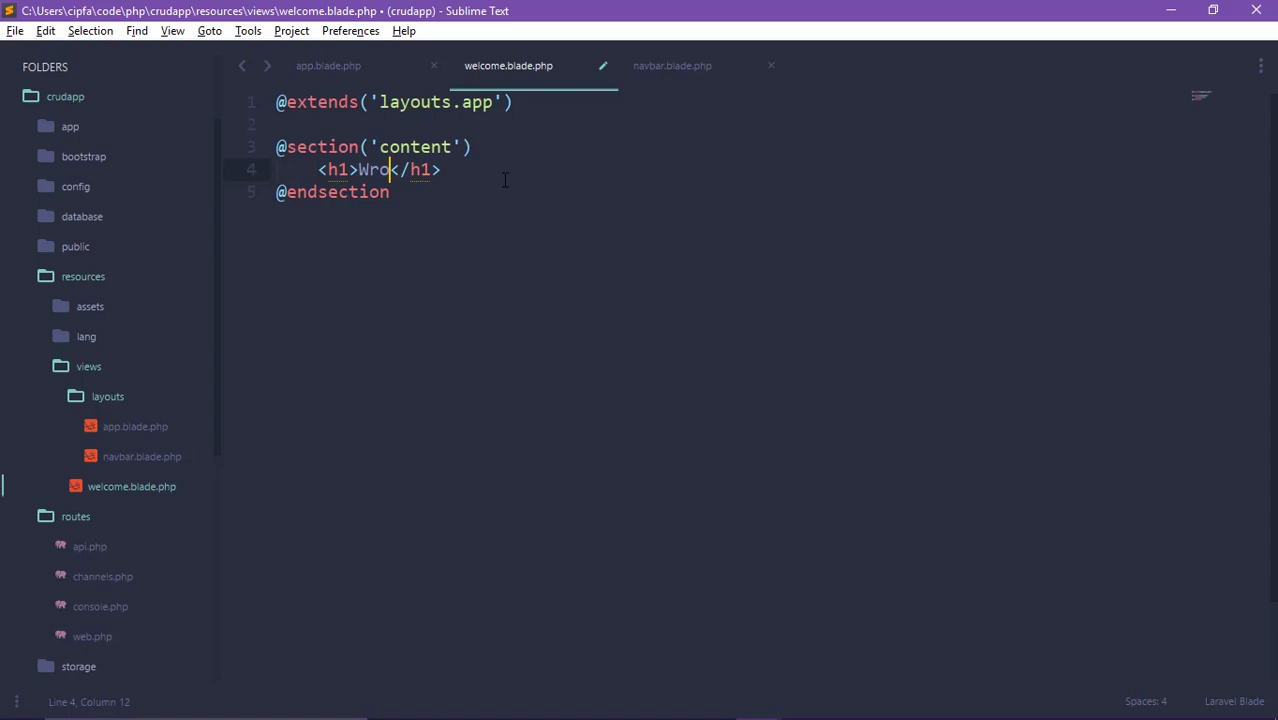 C:\Users\cipfa\code\php\crudapp\resources\views\welcome.blade.php • (crudapp) - Sublime Text
File Edit Selection Find View Goto Tools Project Preferences Help
FOLDERS
crudapp
app
bootstrap
config
database
public
resources
assets
lang
views
layouts
app.blade.php
navbar.blade.php
welcome.blade.php
routes
api.php
channels.php
console.php
web.php
storage
app.blade.php × welcome.blade.php navbar.blade.php ×
1 @extends('layouts.app')
2
3 @section('content')
4 <h1>Wro</h1>
5 @endsection
Line 4, Column 12 Spaces: 4 Laravel Blade